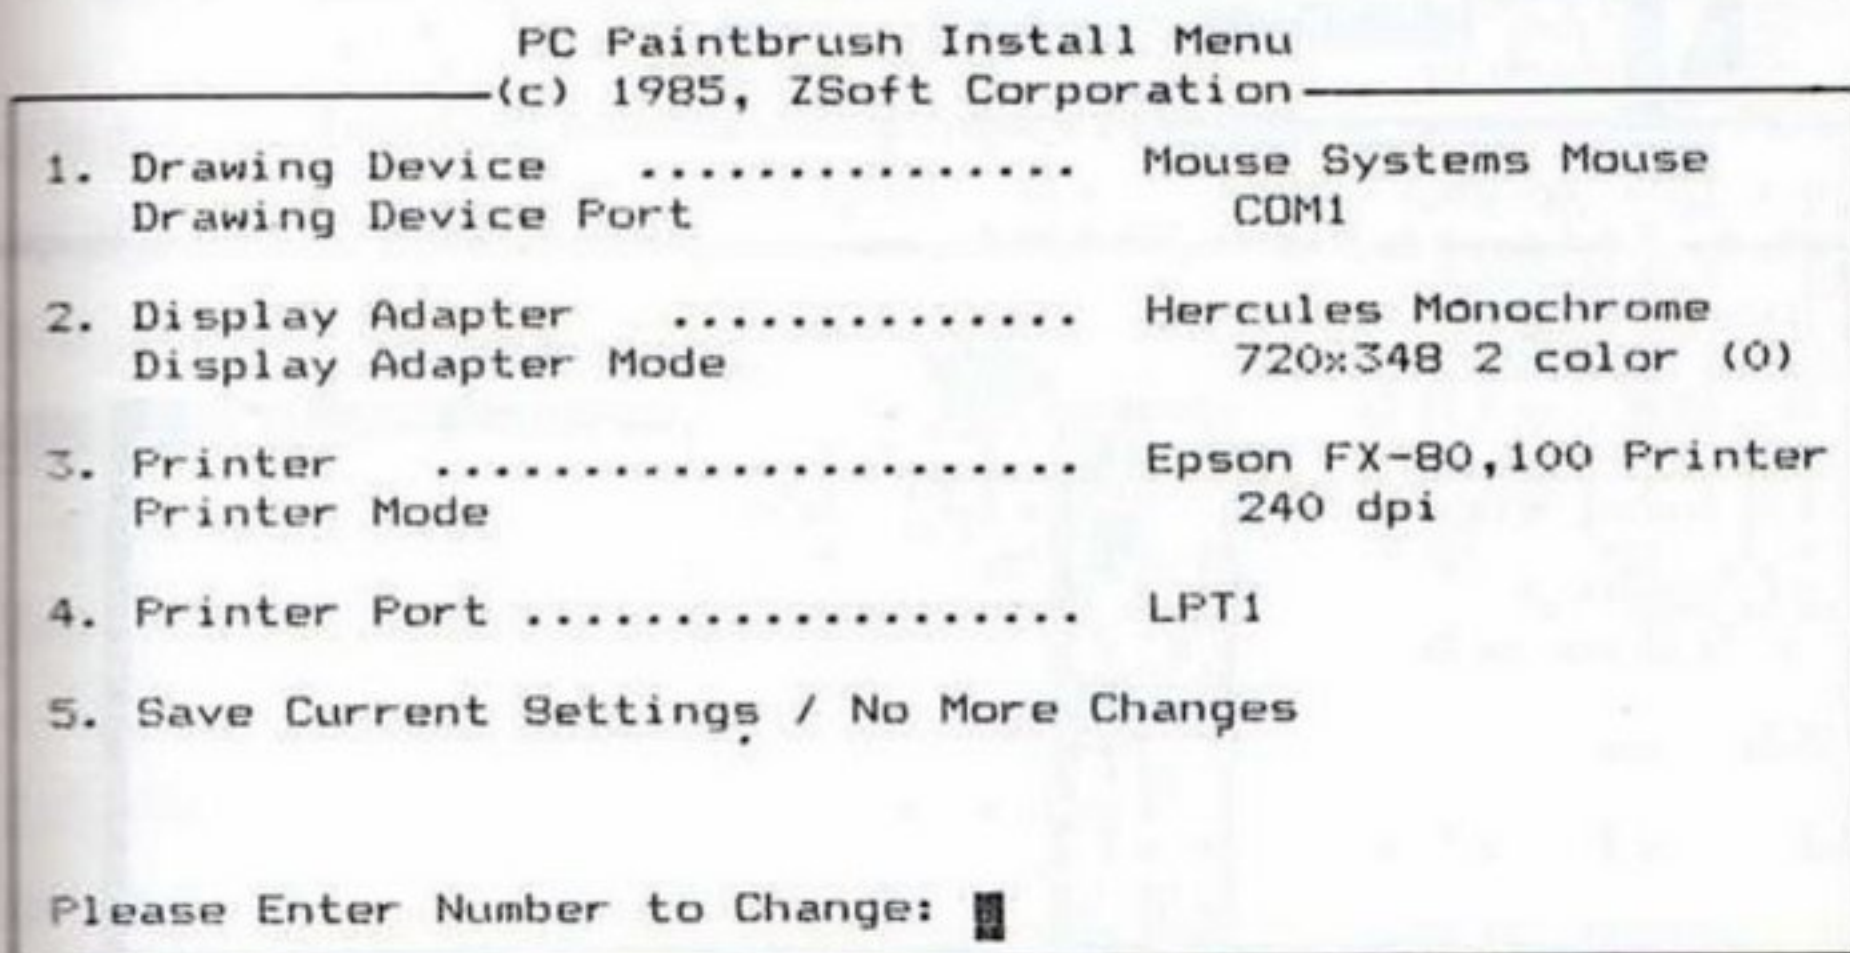 PC Paintbrush Install Menu
(c) 1985, ZSoft Corporation
1. Drawing Device ............... Mouse Systems Mouse
Drawing Device Port COM1
2. Display Adapter .............. Hercules Monochrome
Display Adapter Mode 720x348 2 color (0)
3. Printer ...................... Epson FX-80,100 Printer
Printer Mode 240 dpi
4. Printer Port ................... LPT1
5. Save Current Settings / No More Changes
Please Enter Number to Change: